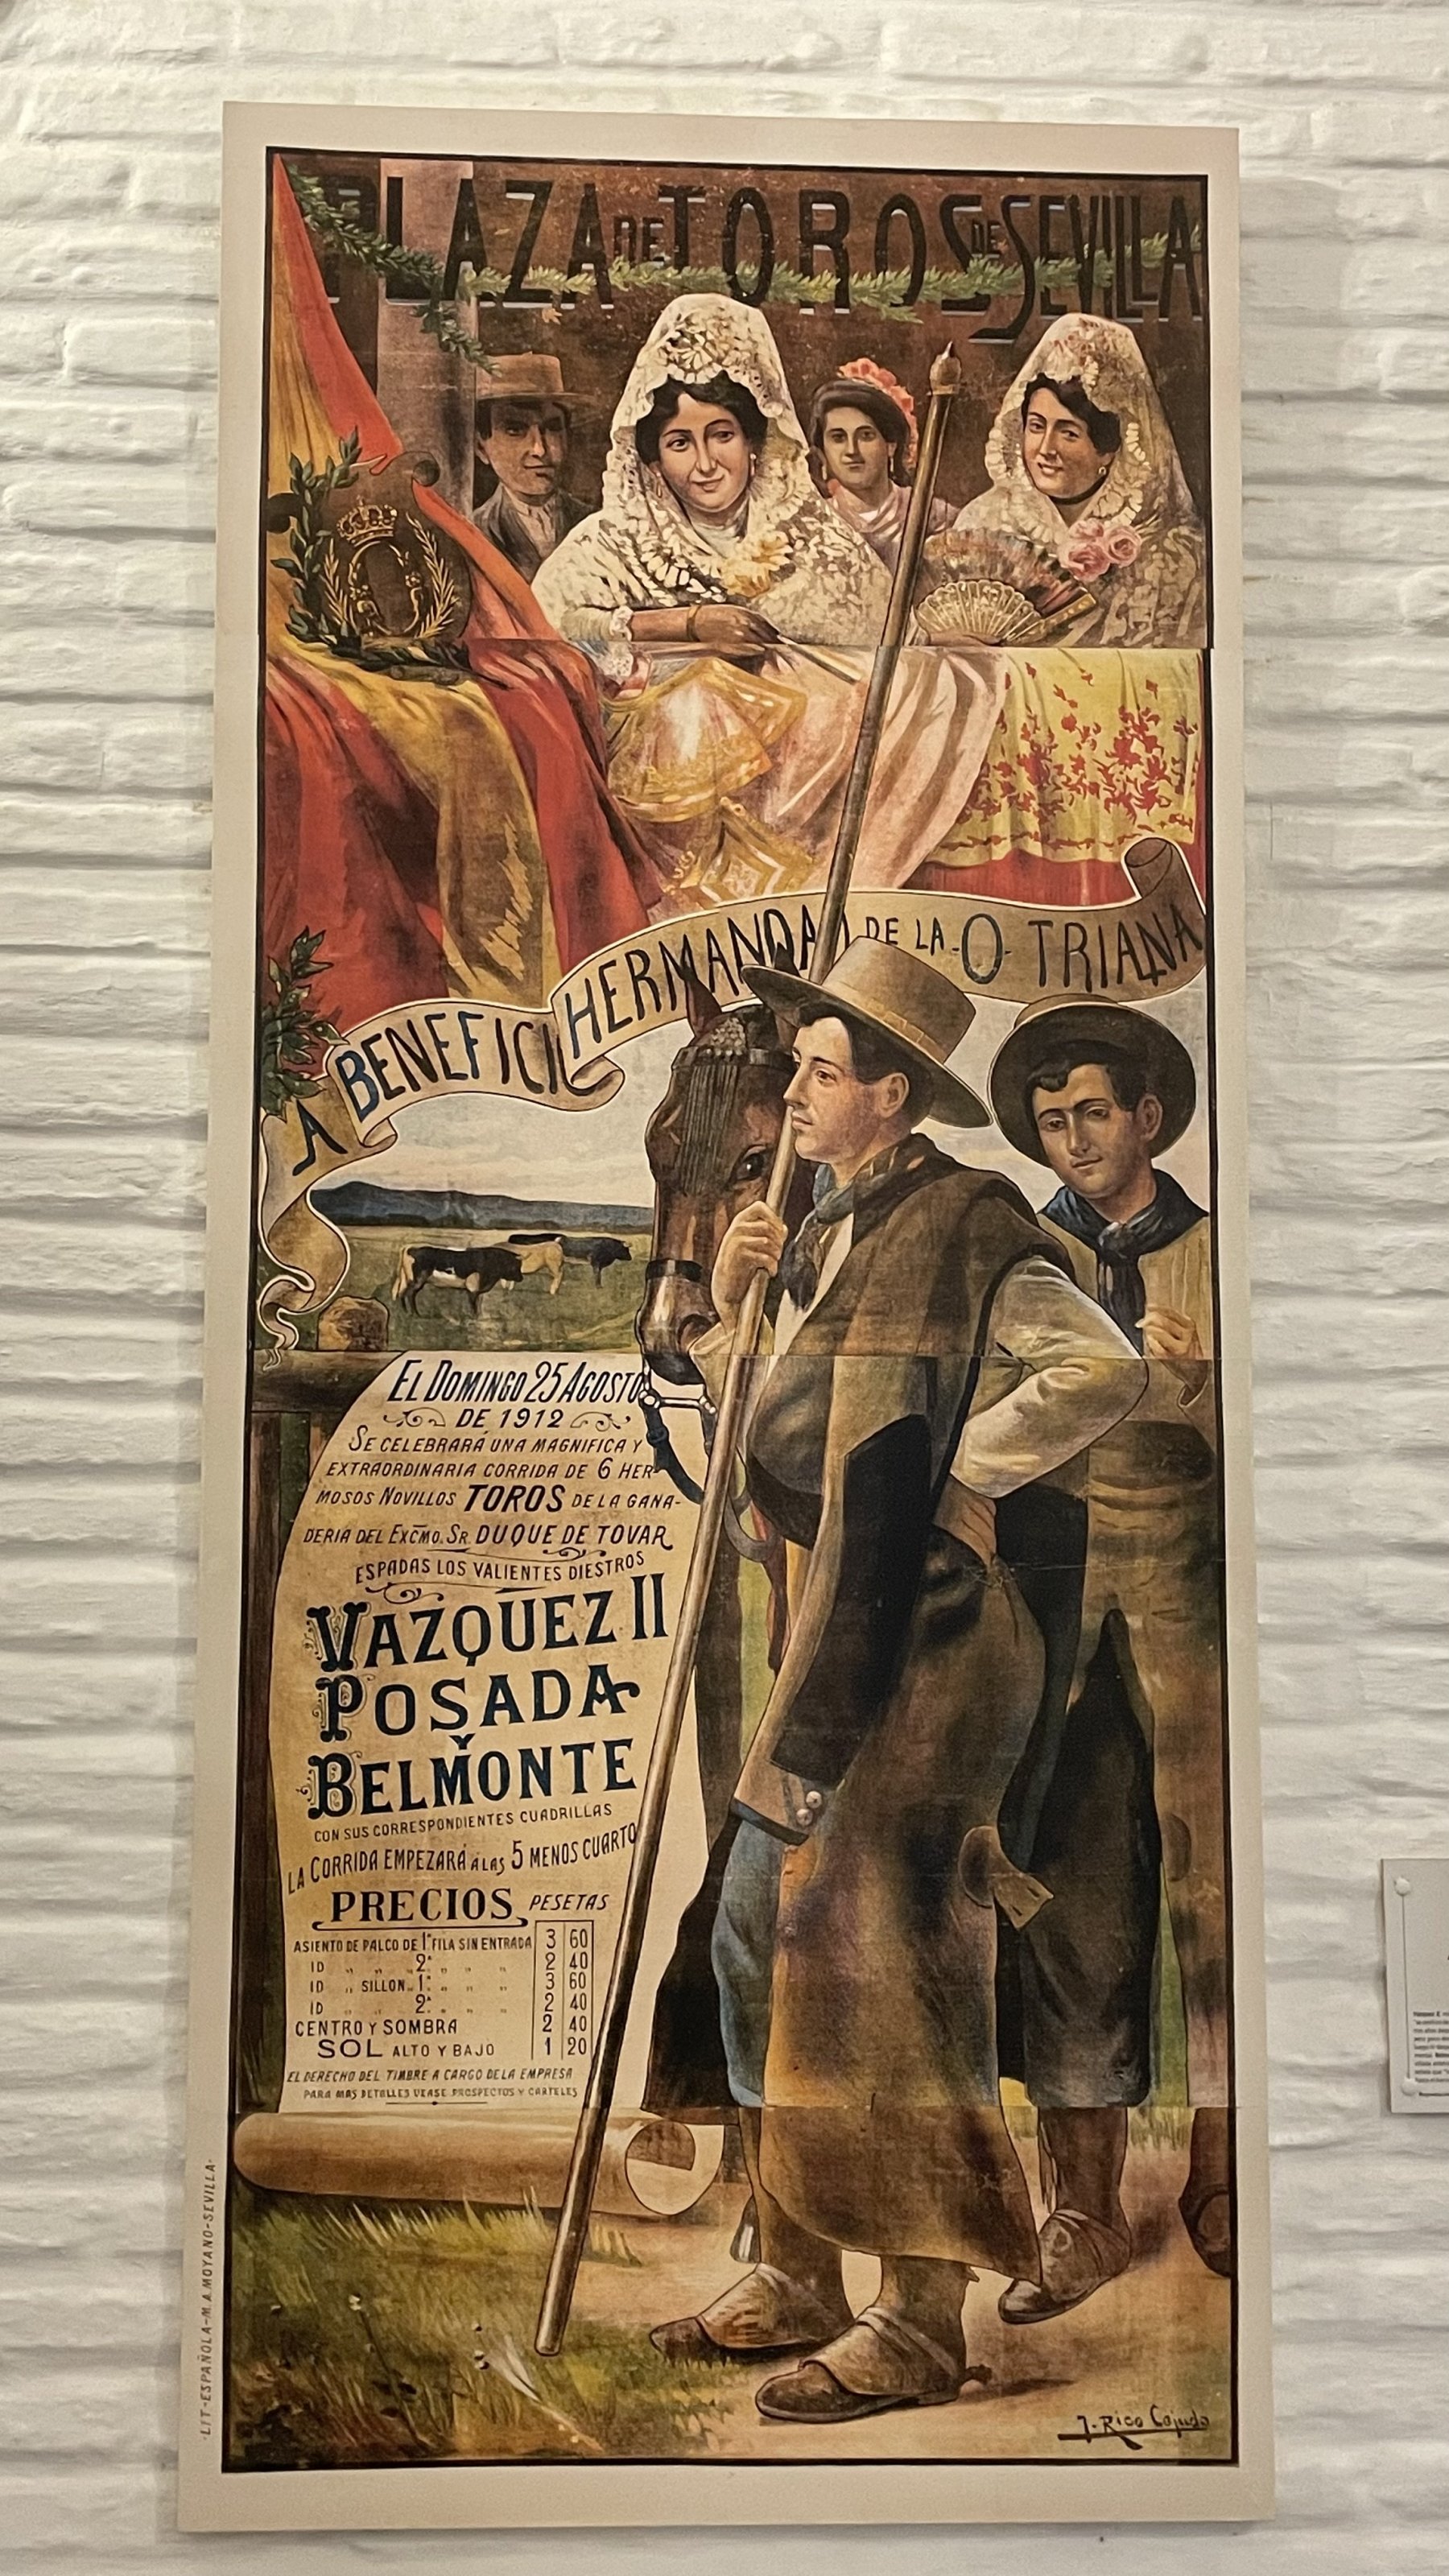 PLAZA DE TOROS DE SEVILLA
A BENEFICIO HERMANDAD DE LA -O- TRIANA
EL DOMINGO 25 AGOSTO
DE 1912
SE CELEBRARÁ UNA MAGNIFICA Y
EXTRAORDINARIA CORRIDA DE 6 HER-
MOSOS NOVILLOS TOROS DE LA GANA-
DERIA DEL EXCMO. SR DUQUE DE TOVAR
ESPADAS LOS VALIENTES DIESTROS
VAZQUEZ II
POSADA
Y
BELMONTE
CON SUS CORRESPONDIENTES CUADRILLAS
LA CORRIDA EMPEZARÁ Á LAS 5 MENOS CUARTO
PRECIOS PESETAS
ASIENTO DE PALCO DE 1ª FILA SIN ENTRADA 3 60
ID " " 2ª " " " 2 40
ID " SILLON " 1ª " " " 3 60
ID " " 2ª " " " 2 40
CENTRO Y SOMBRA 2 40
SOL ALTO Y BAJO 1 20
EL DERECHO DEL TIMBRE A CARGO DE LA EMPRESA
PARA MAS DETALLES VEASE PROSPECTOS Y CARTELES
LIT-ESPAÑOLA-M.A.MOYANO-SEVILLA-
J. Rico Cejudo